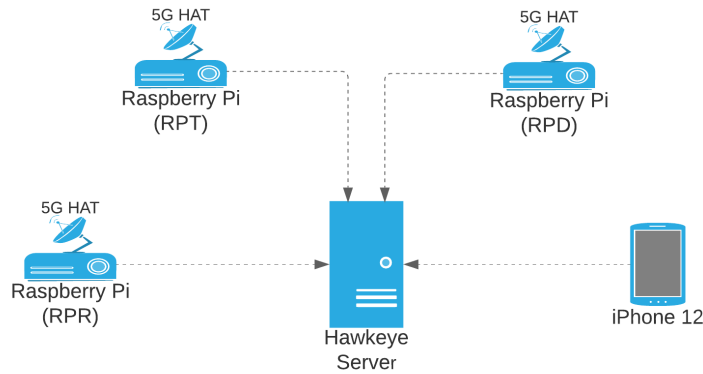 5G HAT
Raspberry Pi
(RPT)
5G HAT
Raspberry Pi
(RPD)
5G HAT
Raspberry Pi
(RPR)
iPhone 12
Hawkeye
Server